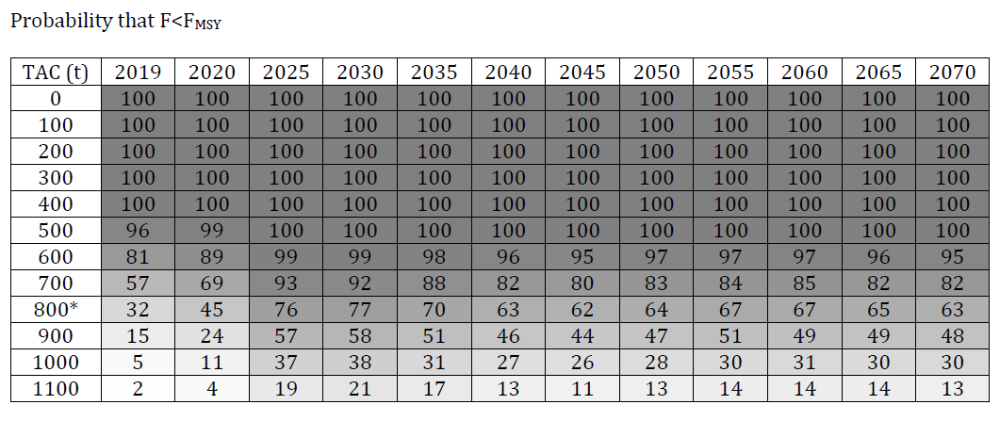 Probability that F<FMSY
TAC (t) 2019 2020 2025 2030 2035 2040 2045 2050 2055 2060 2065 2070
0 100 100 100 100 100 100 100 100 100 100 100 100
100 100 100 100 100 100 100 100 100 100 100 100 100
200 100 100 100 100 100 100 100 100 100 100 100 100
300 100 100 100 100 100 100 100 100 100 100 100 100
400 100 100 100 100 100 100 100 100 100 100 100 100
500 96 99 100 100 100 100 100 100 100 100 100 100
600 81 89 99 99 98 96 95 97 97 97 96 95
700 57 69 93 92 88 82 80 83 84 85 82 82
800* 32 45 76 77 70 63 62 64 67 67 65 63
900 15 24 57 58 51 46 44 47 51 49 49 48
1000 5 11 37 38 31 27 26 28 30 31 30 30
1100 2 4 19 21 17 13 11 13 14 14 14 13